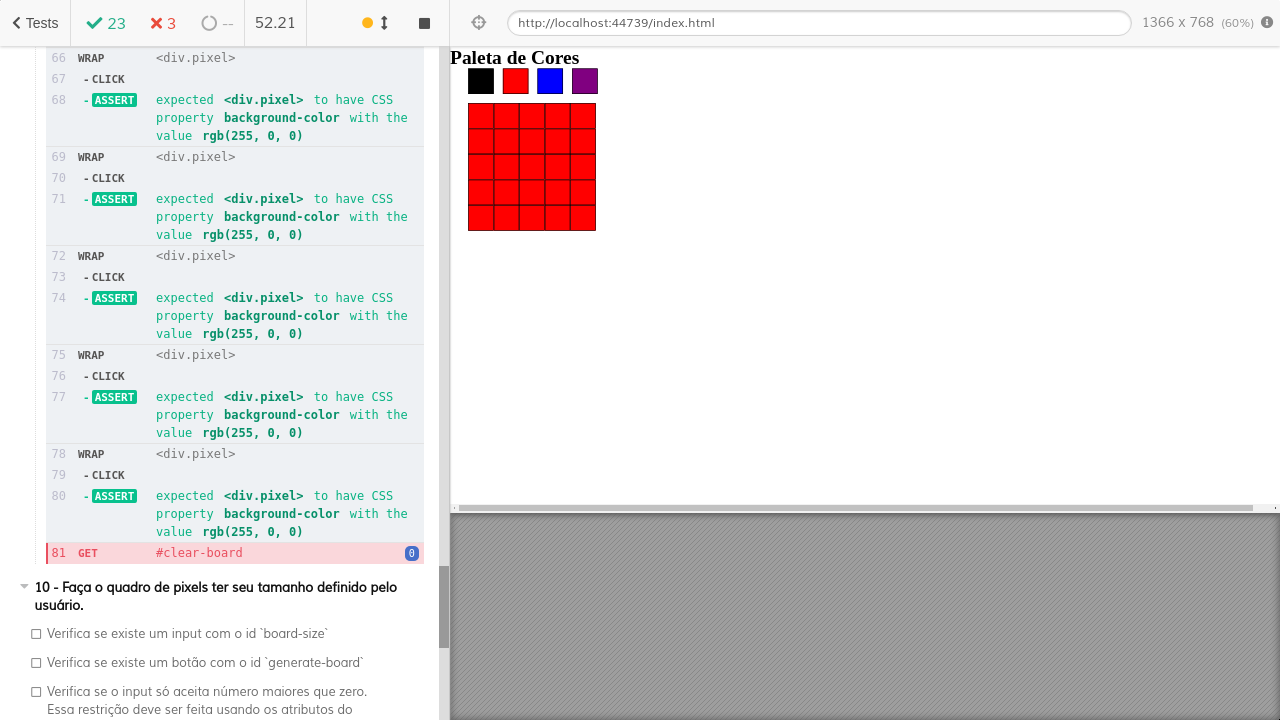 Tests 23 3 -- 52.21
http://localhost:44739/index.html 1366 x 768 (60%)
66 WRAP <div.pixel>
67 - CLICK
68 - ASSERT expected <div.pixel> to have CSS
property background-color with the
value rgb(255, 0, 0)
69 WRAP <div.pixel>
70 - CLICK
71 - ASSERT expected <div.pixel> to have CSS
property background-color with the
value rgb(255, 0, 0)
72 WRAP <div.pixel>
73 - CLICK
74 - ASSERT expected <div.pixel> to have CSS
property background-color with the
value rgb(255, 0, 0)
75 WRAP <div.pixel>
76 - CLICK
77 - ASSERT expected <div.pixel> to have CSS
property background-color with the
value rgb(255, 0, 0)
78 WRAP <div.pixel>
79 - CLICK
80 - ASSERT expected <div.pixel> to have CSS
property background-color with the
value rgb(255, 0, 0)
81 GET #clear-board 0
10 - Faça o quadro de pixels ter seu tamanho definido pelo
usuário.
Verifica se existe um input com o id `board-size`
Verifica se existe um botão com o id `generate-board`
Verifica se o input só aceita número maiores que zero.
Essa restrição deve ser feita usando os atributos do
Paleta de Cores